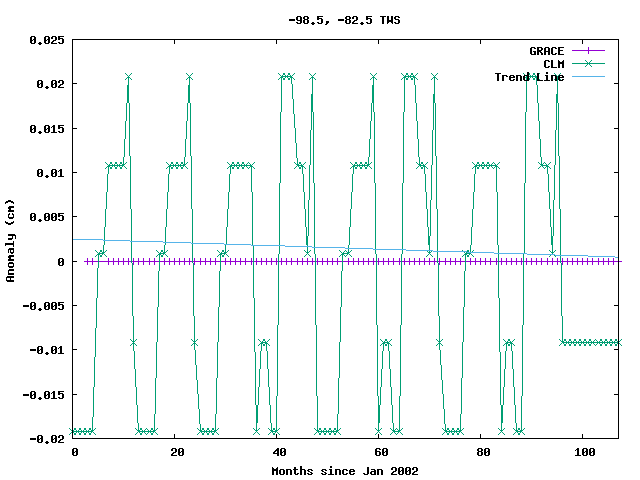 -98.5, -82.5 TWS
GRACE
CLM
Trend Line
0.025
0.02
0.015
0.01
0.005
0
-0.005
-0.01
-0.015
-0.02
Anomaly (cm)
0 20 40 60 80 100
Months since Jan 2002